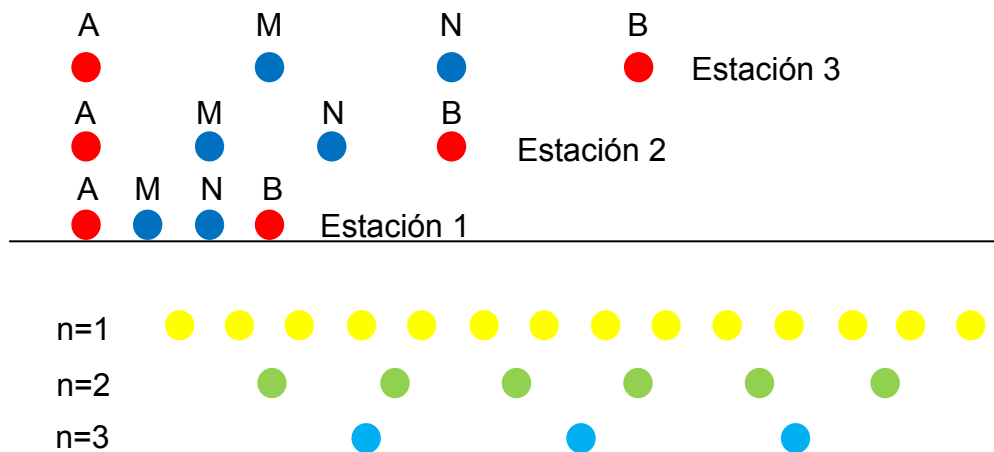 A M N B
Estación 3
A M N B
Estación 2
A M N B
Estación 1
n=1
n=2
n=3